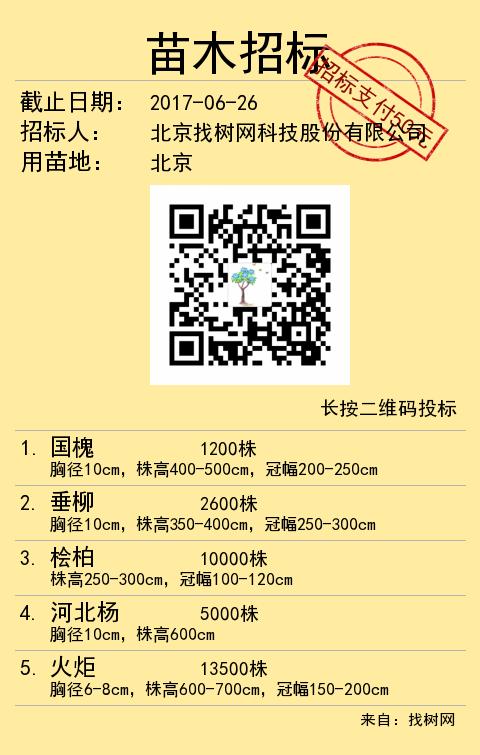 苗木招标
招标支付50元
截止日期： 2017-06-26
招标人： 北京找树网科技股份有限公司
用苗地： 北京
长按二维码投标
1. 国槐 1200株
胸径10cm，株高400-500cm，冠幅200-250cm
2. 垂柳 2600株
胸径10cm，株高350-400cm，冠幅250-300cm
3. 桧柏 10000株
株高250-300cm，冠幅100-120cm
4. 河北杨 5000株
胸径10cm，株高600cm
5. 火炬 13500株
胸径6-8cm，株高600-700cm，冠幅150-200cm
来自：找树网